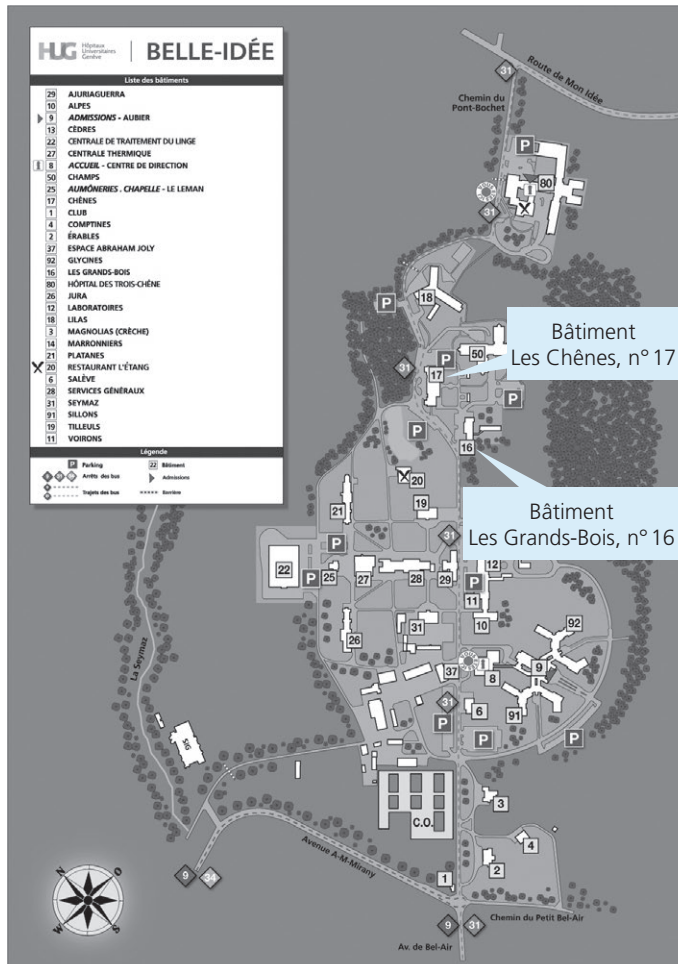 HUG Hôpitaux Universitaires Genève
BELLE-IDÉE
Liste des bâtiments
29 AJURIAGUERRA
10 ALPES
9 ADMISSIONS - AUBIER
13 CÈDRES
22 CENTRALE DE TRAITEMENT DU LINGE
27 CENTRALE THERMIQUE
8 ACCUEIL - CENTRE DE DIRECTION
50 CHAMPS
25 AUMÔNERIES . CHAPELLE - LE LEMAN
17 CHÊNES
1 CLUB
4 COMPTINES
2 ÉRABLES
37 ESPACE ABRAHAM JOLY
92 GLYCINES
16 LES GRANDS-BOIS
80 HÔPITAL DES TROIS-CHÊNE
26 JURA
12 LABORATOIRES
18 LILAS
3 MAGNOLIAS (CRÈCHE)
14 MARRONNIERS
21 PLATANES
20 RESTAURANT L'ÉTANG
6 SALÈVE
28 SERVICES GÉNÉRAUX
31 SEYMAZ
91 SILLONS
19 TILLEULS
11 VOIRONS
Légende
P Parking
22 Bâtiment
Arrêts des bus
Admissions
Trajets des bus
Barrière
31
Route de Mon Idée
Chemin du
Pont-Bochet
P
80
31
18
P
Bâtiment
Les Chênes, n° 17
P
50
31
17
P
P
16
20
Bâtiment
Les Grands-Bois, n° 16
21
19
31
P
22
P
25
27
28
29
12
P
11
10
92
26
31
37
8
9
31
6
91
P
P
P
La Seymaz
SIG
C.O.
3
4
2
1
Avenue A-M-Mirany
9
34
Chemin du Petit Bel-Air
9
31
Av. de Bel-Air
N
O
W
S